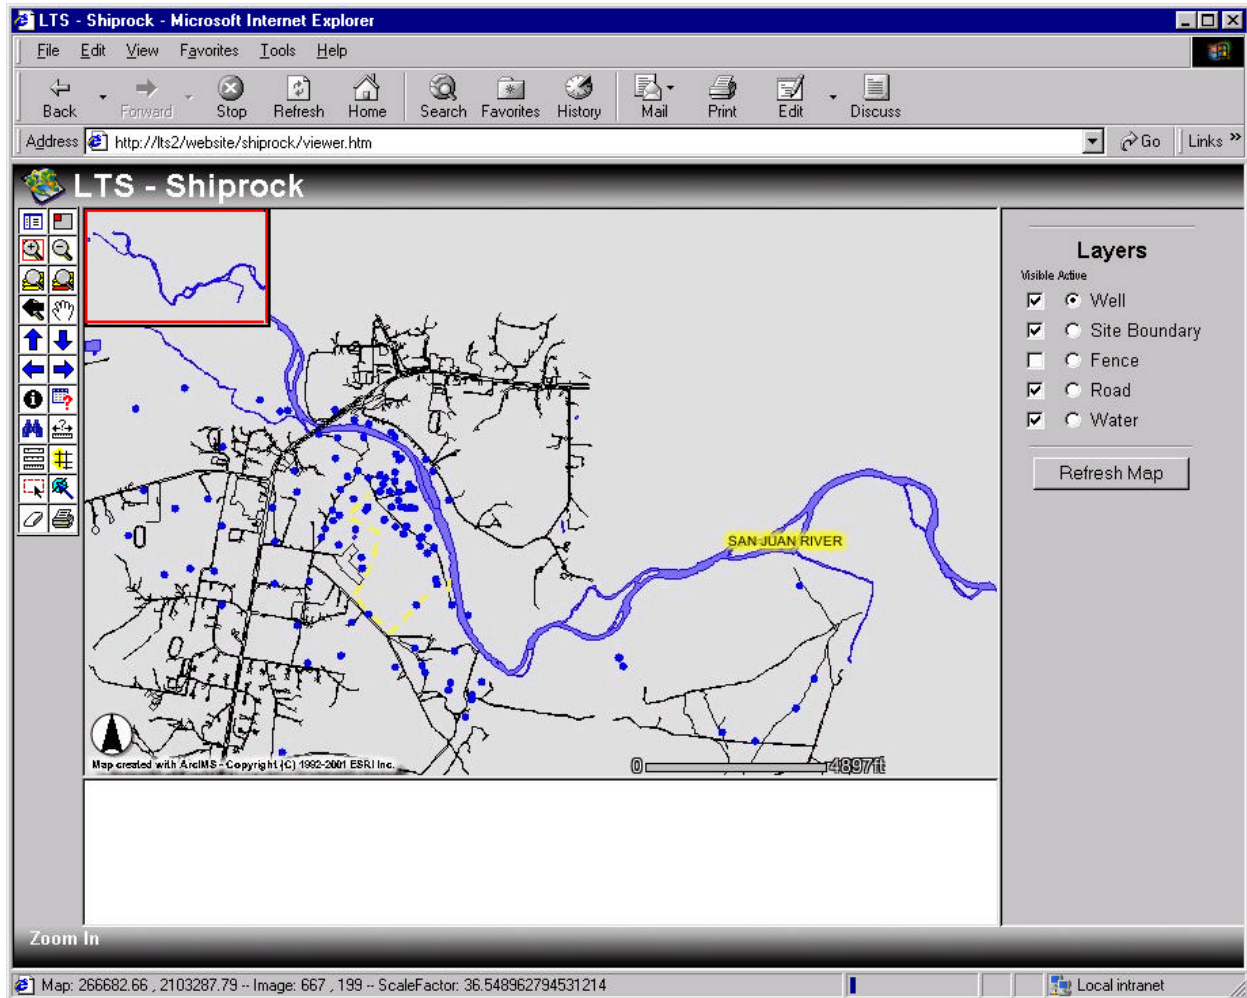 LTS - Shiprock - Microsoft Internet Explorer
File Edit View Favorites Tools Help
Back Forward Stop Refresh Home Search Favorites History Mail Print Edit Discuss
Address http://lts2/website/shiprock/viewer.htm Go Links »
LTS - Shiprock
Layers
Visible Active
Well
Site Boundary
Fence
Road
Water
Refresh Map
SAN JUAN RIVER
Map created with ArcIMS - Copyright (C) 1992-2001 ESRI Inc.
0 4897ft
Zoom In
Map: 266682.66 , 2103287.79 -- Image: 667 , 199 -- ScaleFactor: 36.548962794531214
Local intranet